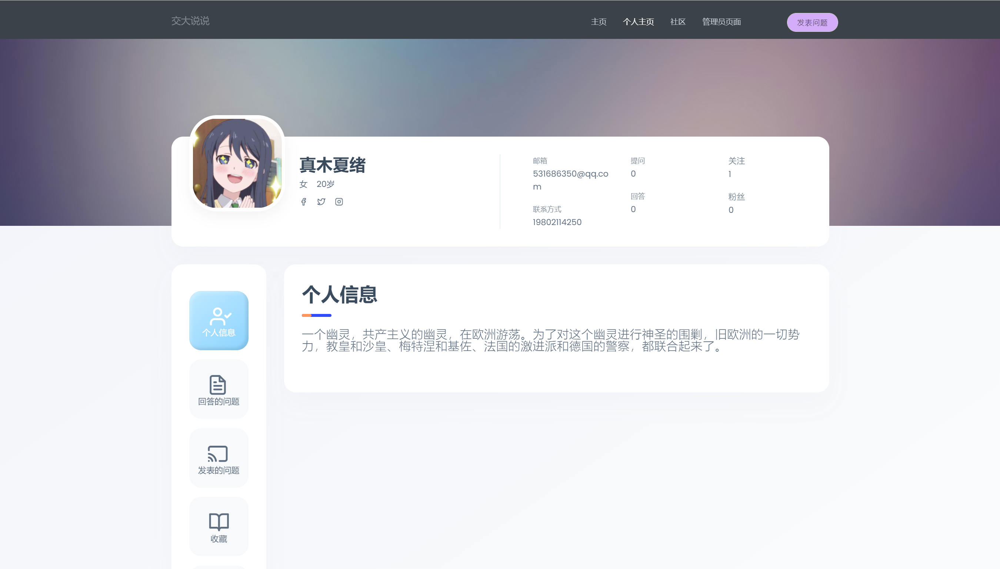 交大说说
主页 个人主页 社区 管理员页面 发表问题
真木夏绪
女 20岁
邮箱
531686350@qq.co
m
联系方式
19802114250
提问
0
回答
0
关注
1
粉丝
0
个人信息
回答的问题
发表的问题
收藏
个人信息
一个幽灵，共产主义的幽灵，在欧洲游荡。为了对这个幽灵进行神圣的围剿，旧欧洲的一切势
力，教皇和沙皇、梅特涅和基佐、法国的激进派和德国的警察，都联合起来了。